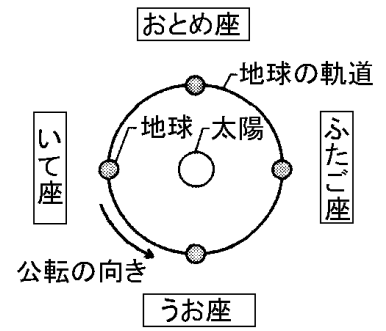 おとめ座
地球の軌道
地球
太陽
いて座
ふたご座
公転の向き
うお座